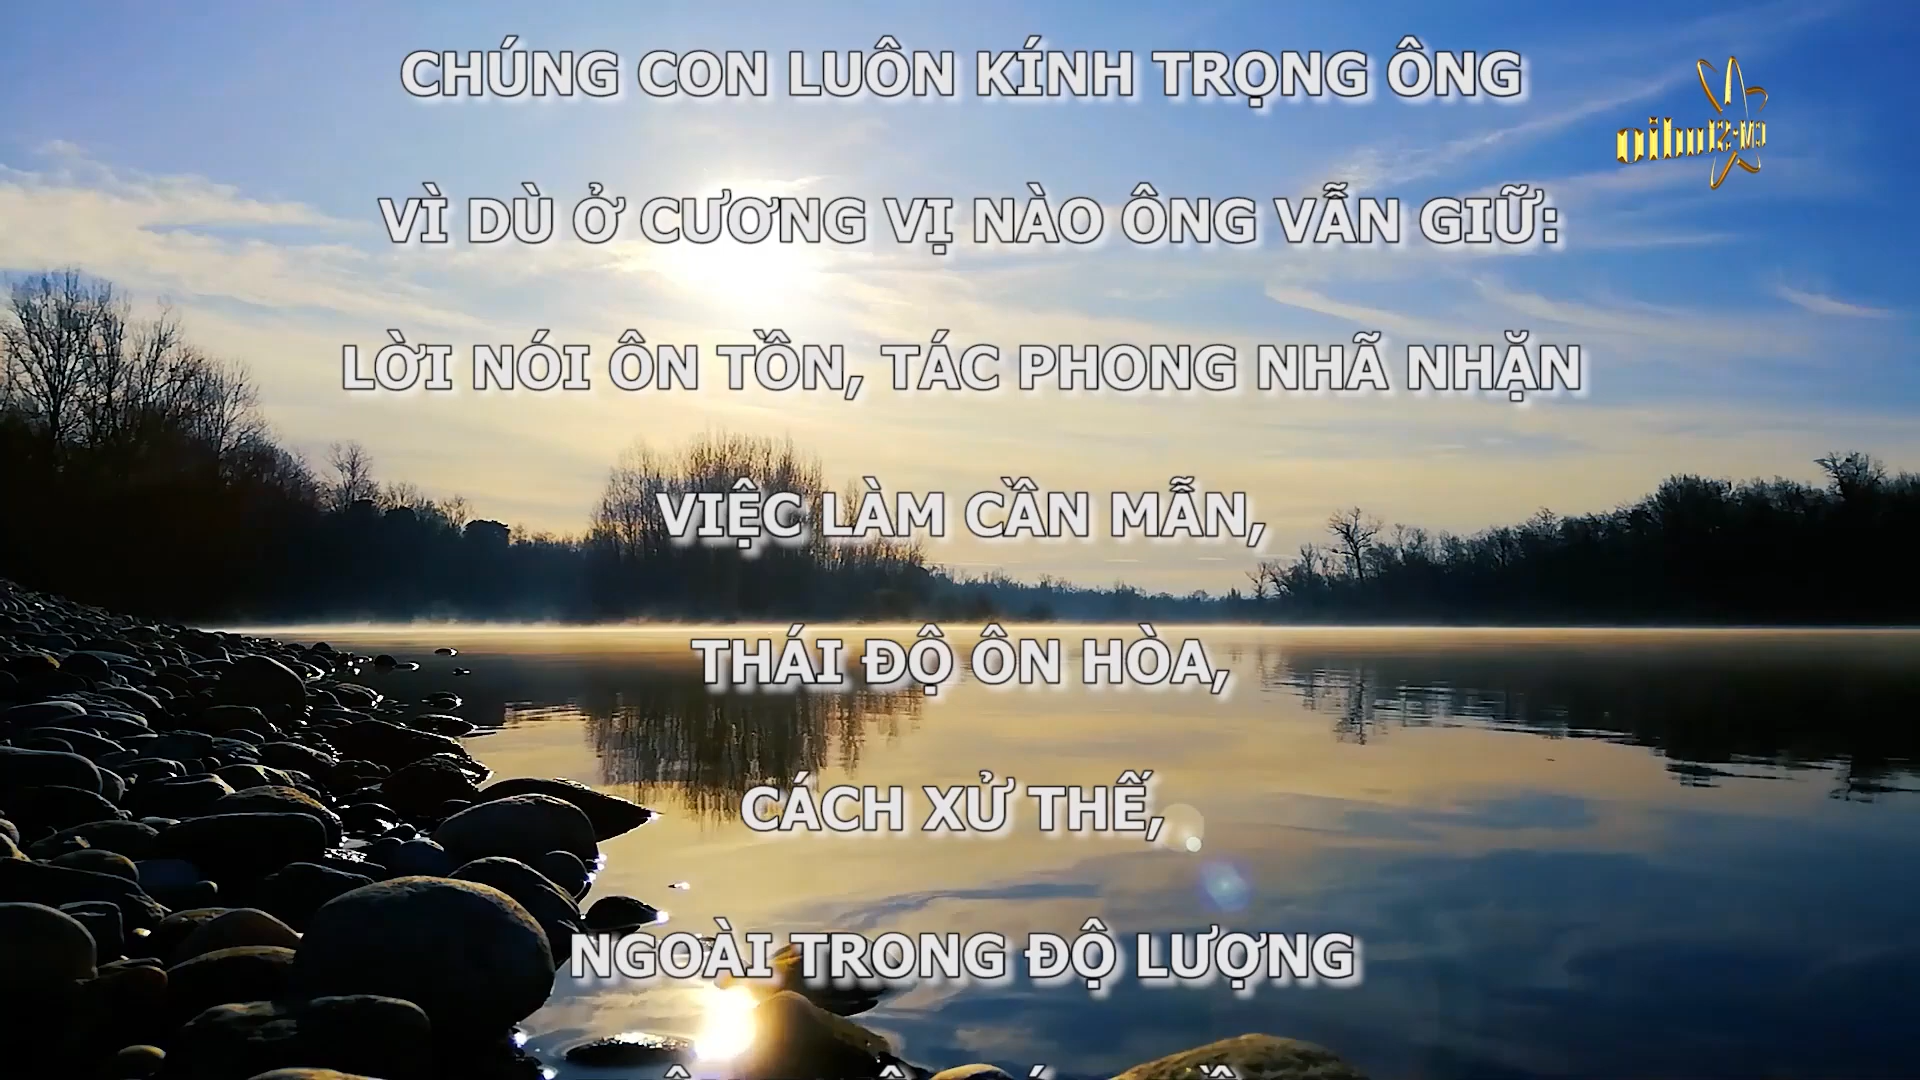 CHÚNG CON LUÔN KÍNH TRỌNG ÔNG
VÌ DÙ Ở CƯƠNG VỊ NÀO ÔNG VẪN GIỮ:
LỜI NÓI ÔN TỒN, TÁC PHONG NHÃ NHẶN
VIỆC LÀM CẦN MẪN,
THÁI ĐỘ ÔN HÒA,
CÁCH XỬ THẾ,
NGOÀI TRONG ĐỘ LƯỢNG